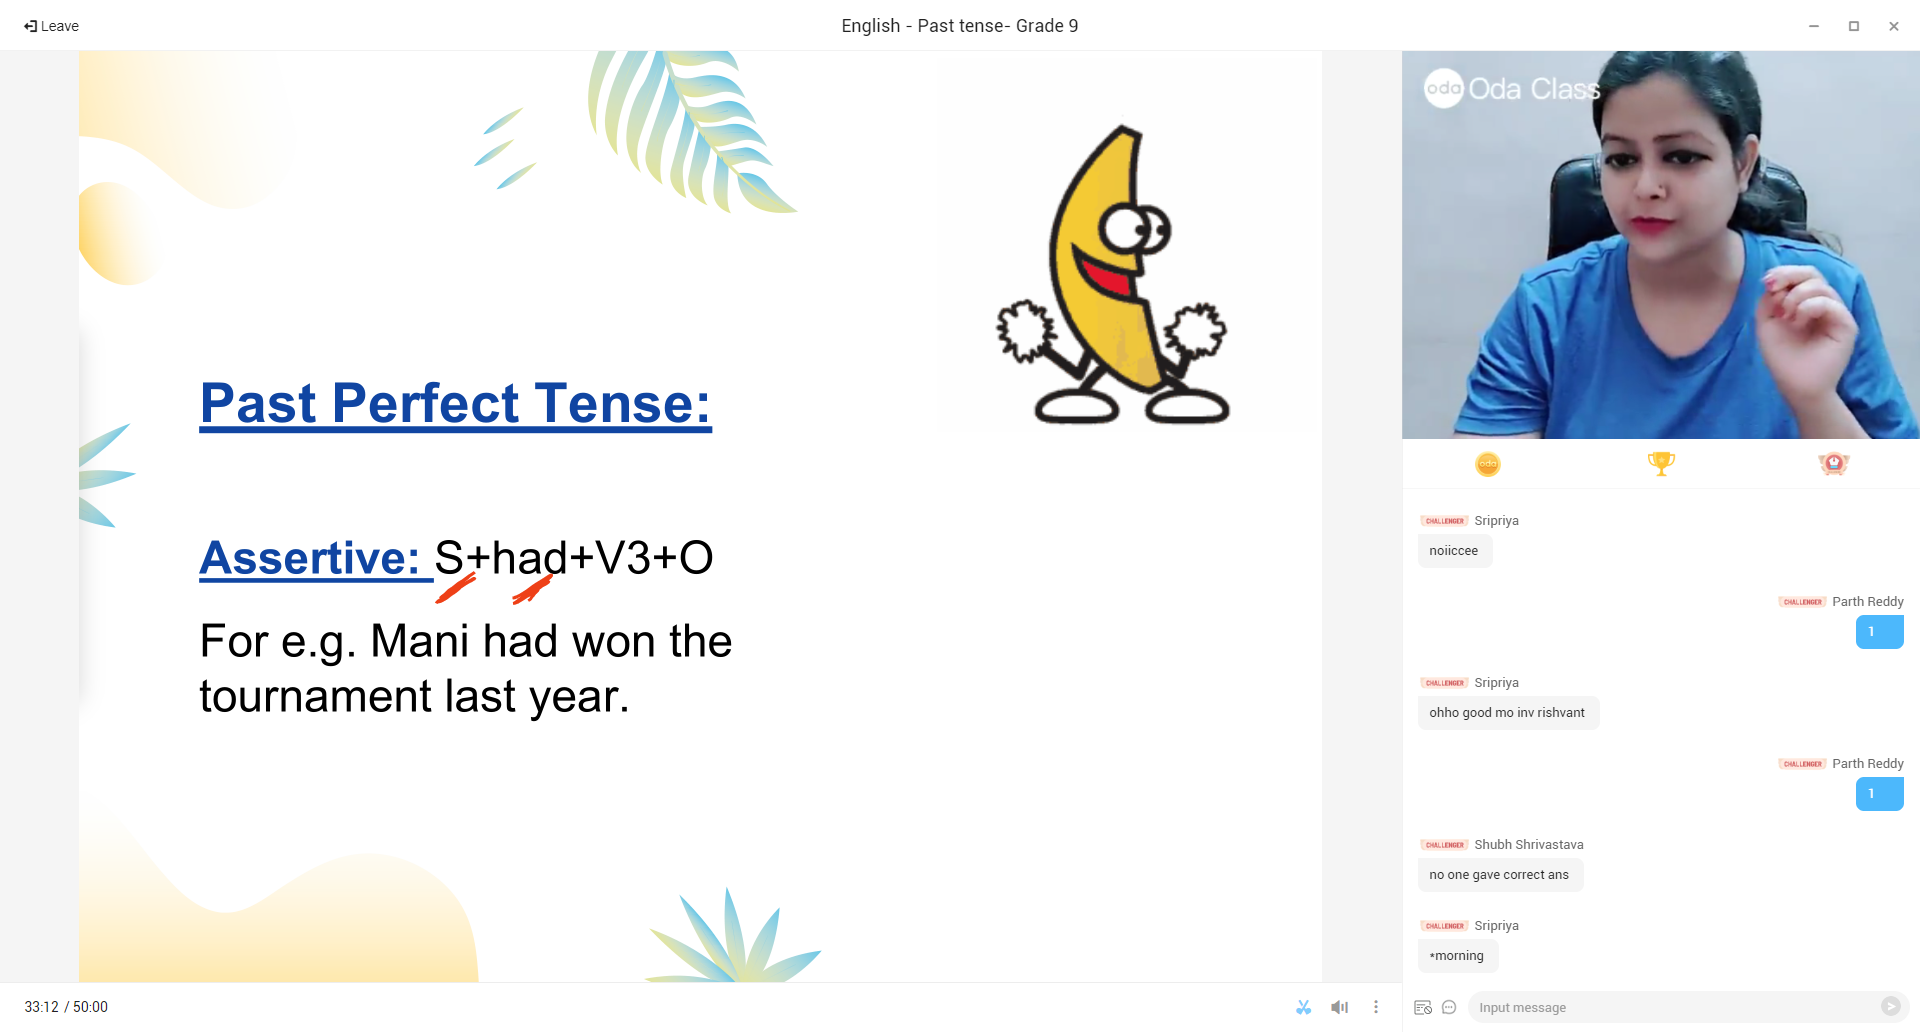 Leave
English - Past tense- Grade 9
oda Oda Class
Past Perfect Tense:
Assertive: S+had+V3+O
For e.g. Mani had won the
tournament last year.
oda
CHALLENGER Sripriya
noiiccee
CHALLENGER Parth Reddy
1
CHALLENGER Sripriya
ohho good mo inv rishvant
CHALLENGER Parth Reddy
1
CHALLENGER Shubh Shrivastava
no one gave correct ans
CHALLENGER Sripriya
*morning
33:12 / 50:00
Input message